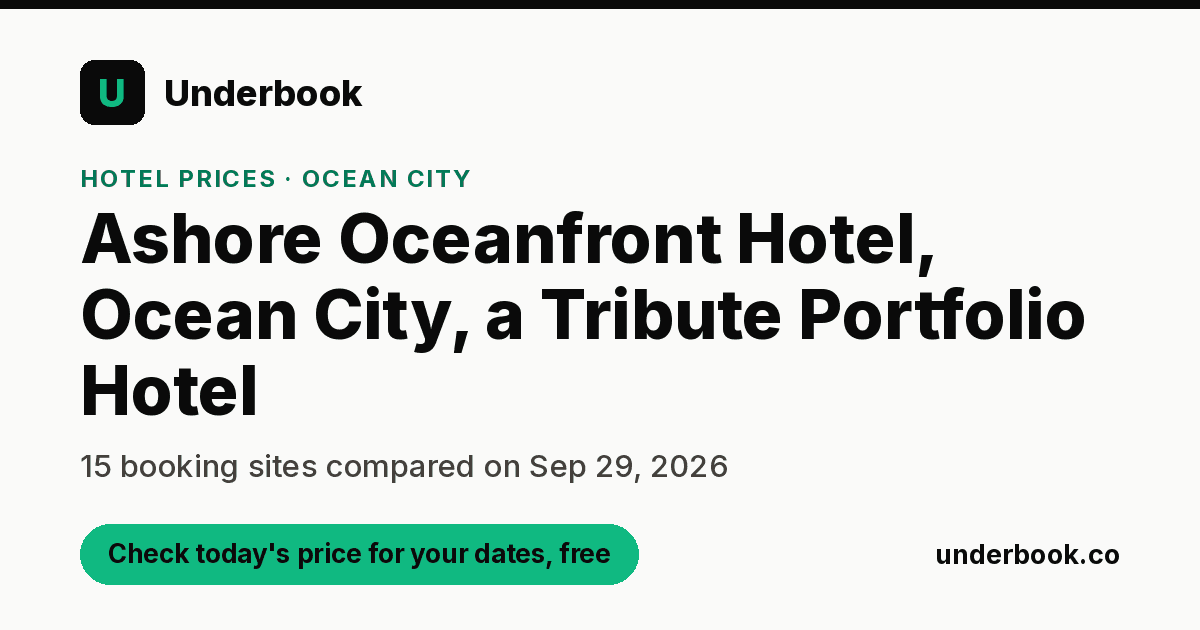 U
Underbook
HOTEL PRICES · OCEAN CITY
Ashore Oceanfront Hotel,
Ocean City, a Tribute Portfolio
Hotel
15 booking sites compared on Sep 29, 2026
Check today's price for your dates, free
underbook.co